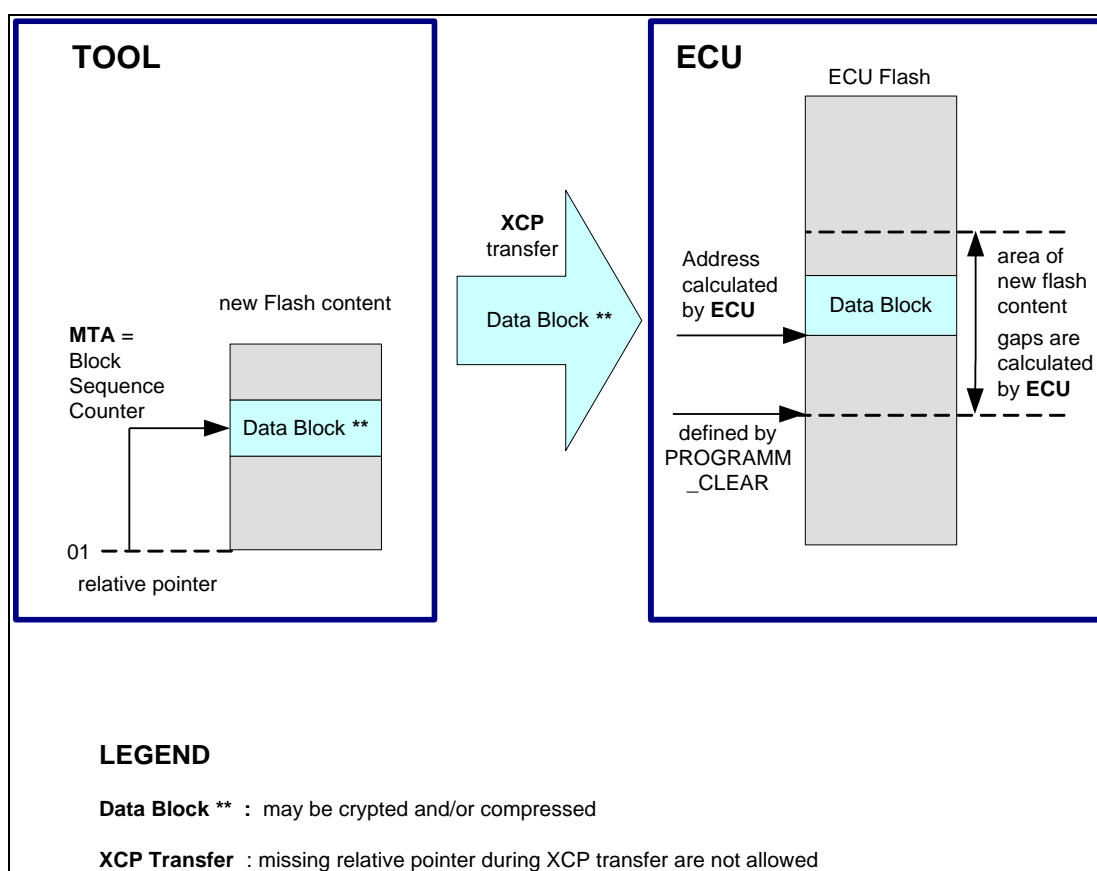 TOOL
new Flash content
MTA =
Block
Sequence
Counter
Data Block **
01
relative pointer
XCP
transfer
Data Block **
ECU
ECU Flash
Address
calculated
by ECU
Data Block
defined by
PROGRAMM
_CLEAR
area of
new flash
content
gaps are
calculated
by ECU
LEGEND
Data Block ** : may be crypted and/or compressed
XCP Transfer : missing relative pointer during XCP transfer are not allowed